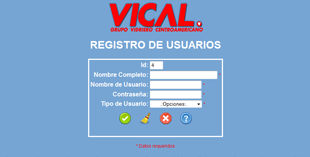 VICAL.
GRUPO VIDRIERO CENTROAMERICANO
REGISTRO DE USUARIOS
Id: 4
Nombre Completo: *
Nombre de Usuario: *
Contraseña: *
Tipo de Usuario: :Opciones: *
* Datos requeridos